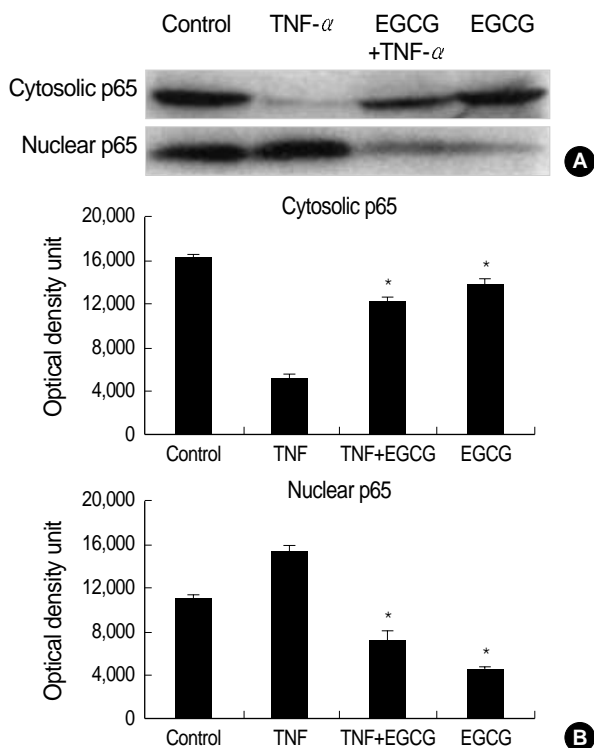 Control TNF-α EGCG EGCG
+TNF-α
Cytosolic p65
Nuclear p65
A
Cytosolic p65
20,000
16,000
12,000
8,000
4,000
0
Optical density unit
* *
Control TNF TNF+EGCG EGCG
Nuclear p65
20,000
16,000
12,000
8,000
4,000
0
Optical density unit
* *
Control TNF TNF+EGCG EGCG
B